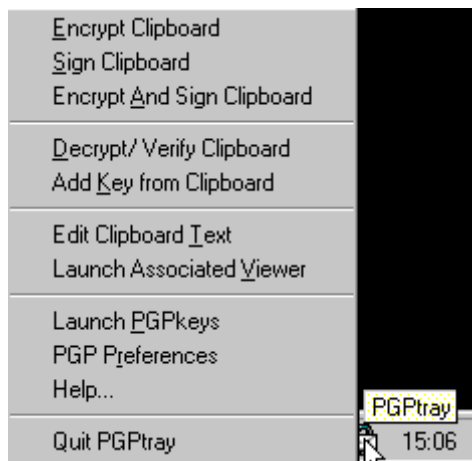 Encrypt Clipboard
Sign Clipboard
Encrypt And Sign Clipboard
Decrypt/ Verify Clipboard
Add Key from Clipboard
Edit Clipboard Text
Launch Associated Viewer
Launch PGPkeys
PGP Preferences
Help...
PGPtray
Quit PGPtray
15:06